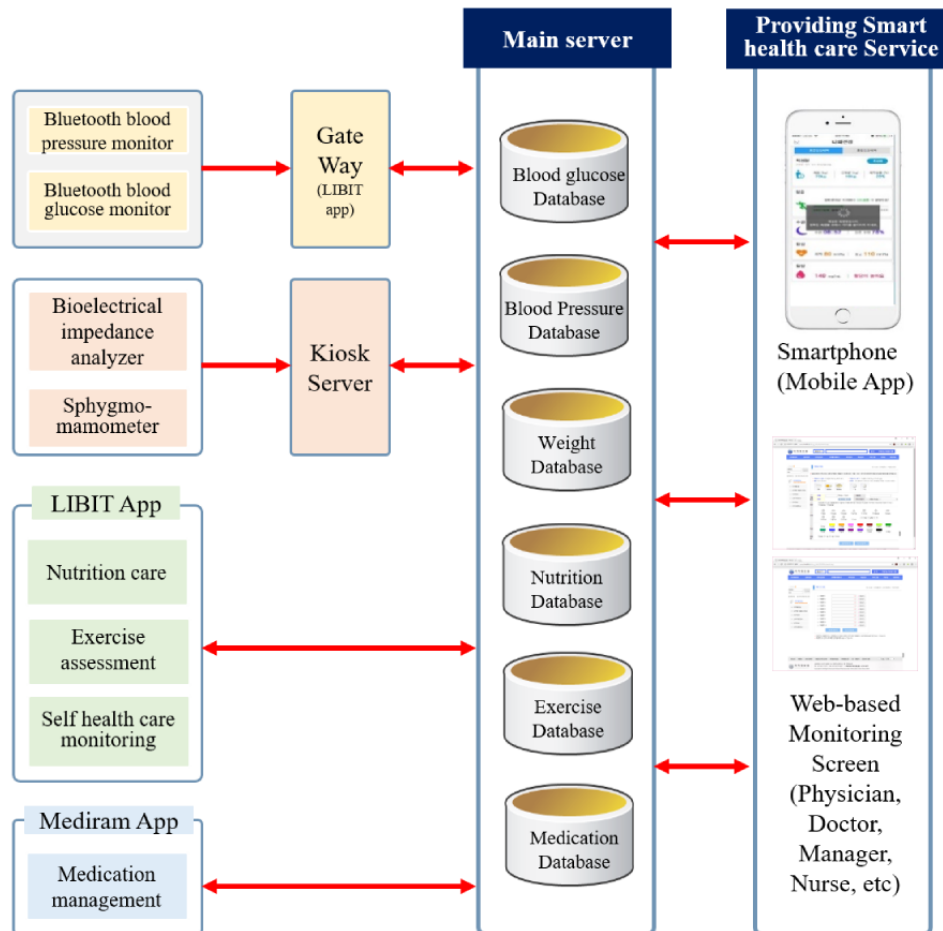 Main server
Providing Smart
health care Service
Bluetooth blood
pressure monitor
Bluetooth blood
glucose monitor
Gate
Way
(LIBIT
app)
Blood glucose
Database
Bioelectrical
impedance
analyzer
Sphygmo-
mamometer
Kiosk
Server
Blood Pressure
Database
Smartphone
(Mobile App)
Weight
Database
LIBIT App
Nutrition care
Exercise
assessment
Self health care
monitoring
Nutrition
Database
Exercise
Database
Web-based
Monitoring
Screen
(Physician,
Doctor,
Manager,
Nurse, etc)
Mediram App
Medication
management
Medication
Database